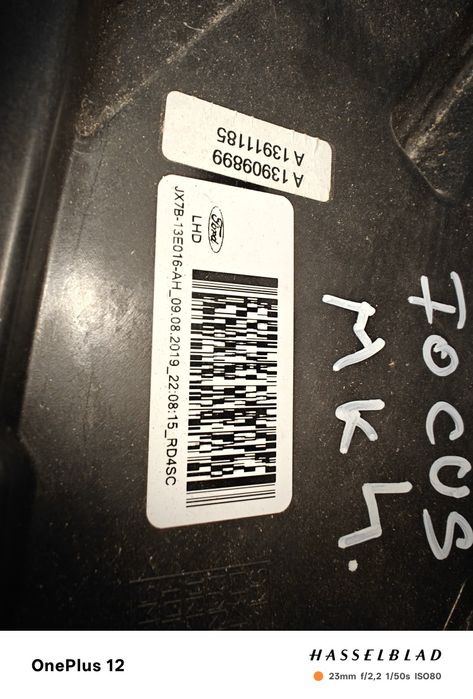 A 13909899
A 13911185
Ford
LHD
JX7B-13E016-AH_09.08.2019_22:08:15_RD4SC
FOCUS
MK4.
OnePlus 12
HASSELBLAD
23mm f/2,2 1/50s ISO80